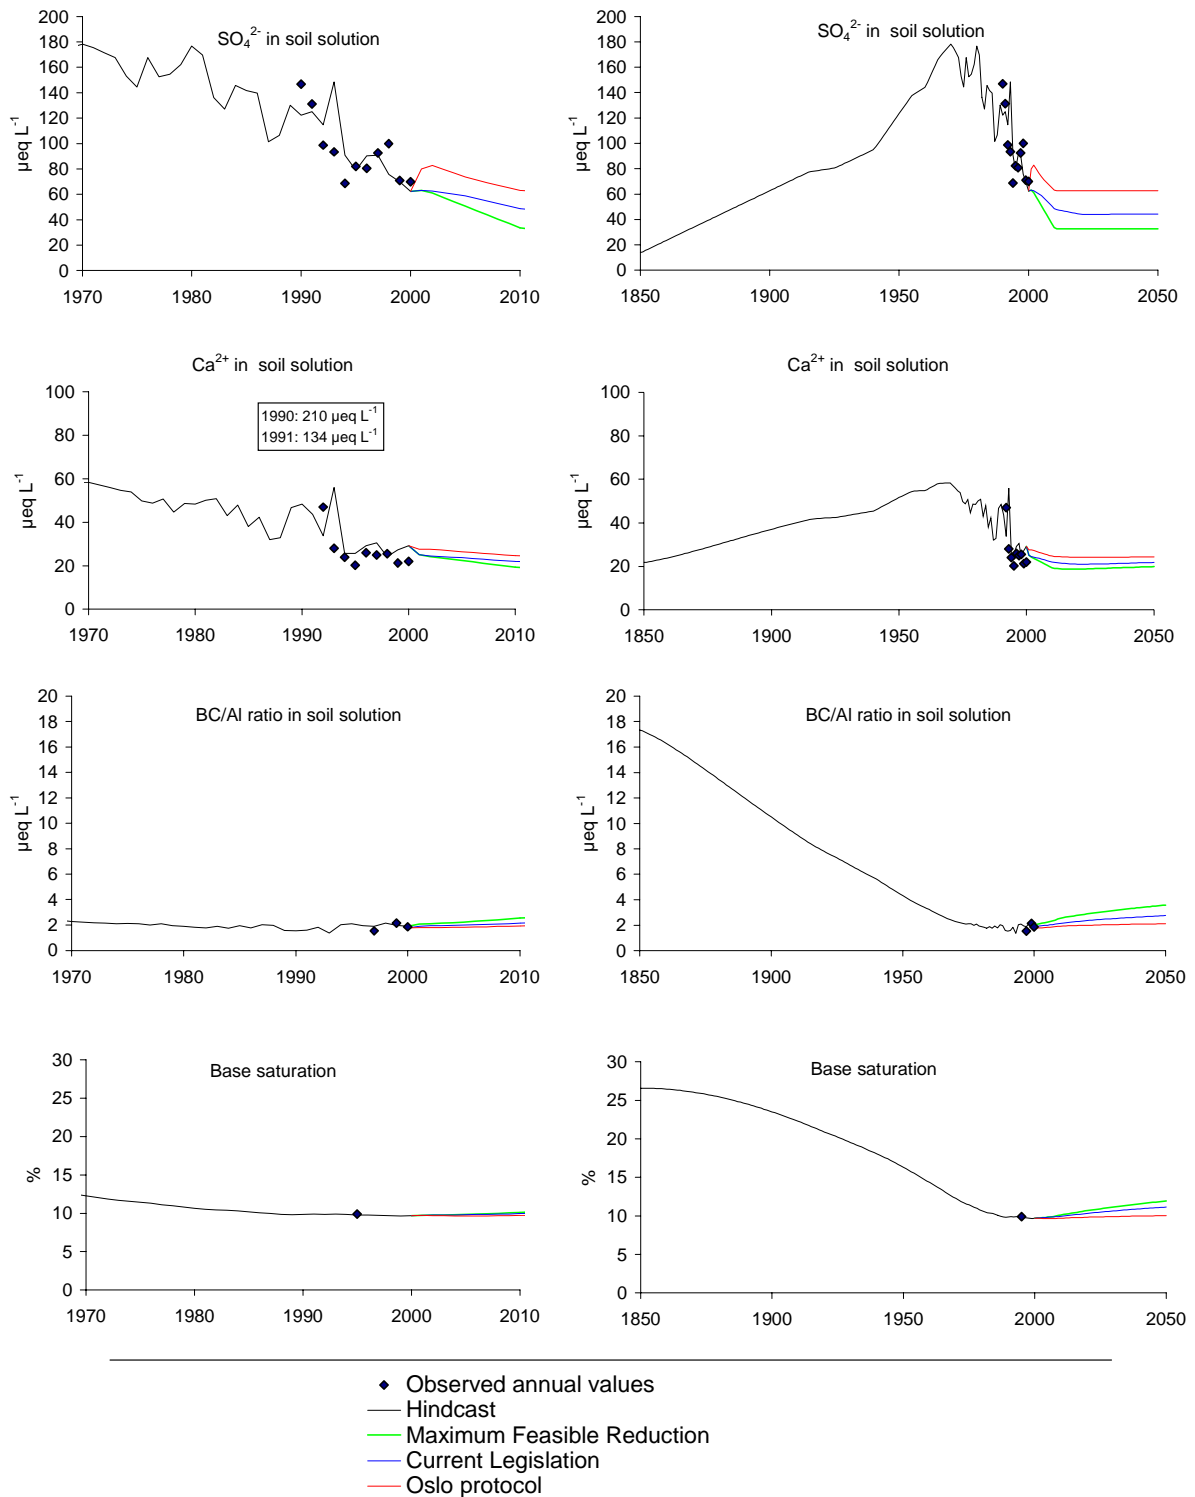 SO₄²⁻ in soil solution
200
180
160
140
120
100
80
60
40
20
0
µeq L⁻¹
1970 1980 1990 2000 2010
SO₄²⁻ in soil solution
200
180
160
140
120
100
80
60
40
20
0
µeq L⁻¹
1850 1900 1950 2000 2050
Ca²⁺ in soil solution
100
80
60
40
20
0
µeq L⁻¹
1990: 210 µeq L⁻¹
1991: 134 µeq L⁻¹
1970 1980 1990 2000 2010
Ca²⁺ in soil solution
100
80
60
40
20
0
µeq L⁻¹
1850 1900 1950 2000 2050
BC/Al ratio in soil solution
20
18
16
14
12
10
8
6
4
2
0
µeq L⁻¹
1970 1980 1990 2000 2010
BC/Al ratio in soil solution
20
18
16
14
12
10
8
6
4
2
0
µeq L⁻¹
1850 1900 1950 2000 2050
Base saturation
30
25
20
15
10
5
0
%
1970 1980 1990 2000 2010
Base saturation
30
25
20
15
10
5
0
%
1850 1900 1950 2000 2050
Observed annual values
Hindcast
Maximum Feasible Reduction
Current Legislation
Oslo protocol